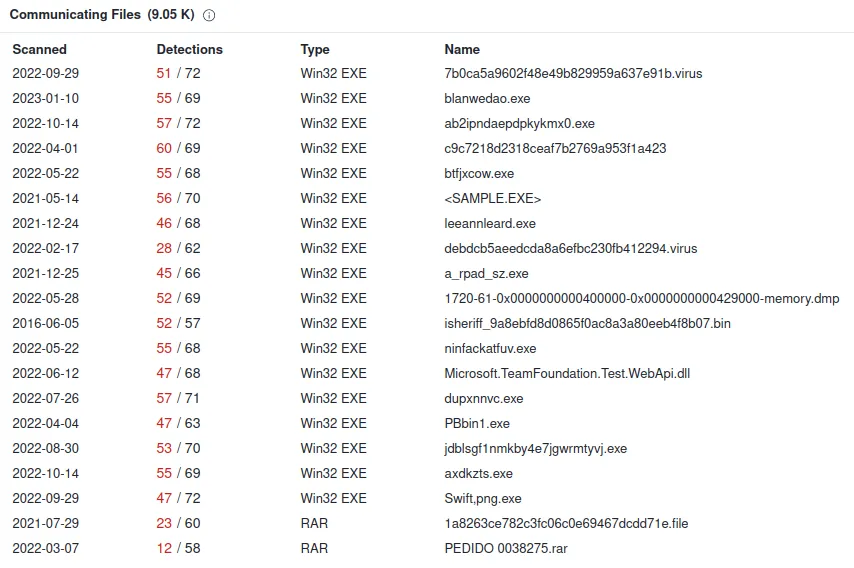 Communicating Files (9.05 K)
Scanned Detections Type Name
2022-09-29 51 / 72 Win32 EXE 7b0ca5a9602f48e49b829959a637e91b.virus
2023-01-10 55 / 69 Win32 EXE blanwedao.exe
2022-10-14 57 / 72 Win32 EXE ab2ipndaepdpkykmx0.exe
2022-04-01 60 / 69 Win32 EXE c9c7218d2318ceaf7b2769a953f1a423
2022-05-22 55 / 68 Win32 EXE btfjxcow.exe
2021-05-14 56 / 70 Win32 EXE <SAMPLE.EXE>
2021-12-24 46 / 68 Win32 EXE leeannleard.exe
2022-02-17 28 / 62 Win32 EXE debdcb5aeedcda8a6efbc230fb412294.virus
2021-12-25 45 / 66 Win32 EXE a_rpad_sz.exe
2022-05-28 52 / 69 Win32 EXE 1720-61-0x0000000000400000-0x0000000000429000-memory.dmp
2016-06-05 52 / 57 Win32 EXE isheriff_9a8ebfd8d0865f0ac8a3a80eeb4f8b07.bin
2022-05-22 55 / 68 Win32 EXE ninfackatfuv.exe
2022-06-12 47 / 68 Win32 EXE Microsoft.TeamFoundation.Test.WebApi.dll
2022-07-26 57 / 71 Win32 EXE dupxnnvc.exe
2022-04-04 47 / 63 Win32 EXE PBbin1.exe
2022-08-30 53 / 70 Win32 EXE jdblsgf1nmkby4e7jgwrmtyvj.exe
2022-10-14 55 / 69 Win32 EXE axdkzts.exe
2022-09-29 47 / 72 Win32 EXE Swift,png.exe
2021-07-29 23 / 60 RAR 1a8263ce782c3fc06c0e69467dcdd71e.file
2022-03-07 12 / 58 RAR PEDIDO 0038275.rar